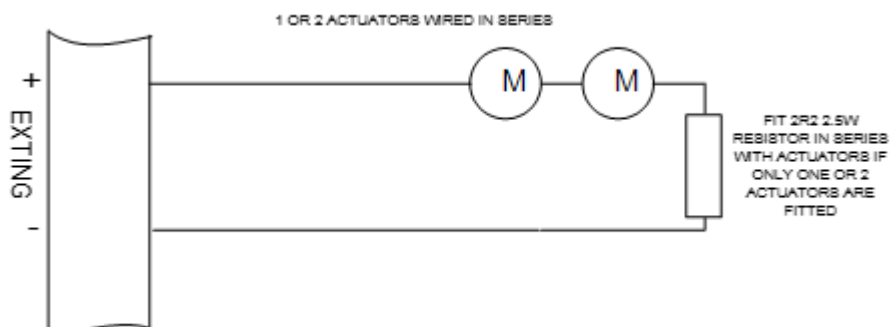 1 OR 2 ACTUATORS WIRED IN SERIES
+
EXTING
-
M
M
FIT 2R2 2.5W
RESISTOR IN SERIES
WITH ACTUATORS IF
ONLY ONE OR 2
ACTUATORS ARE
FITTED